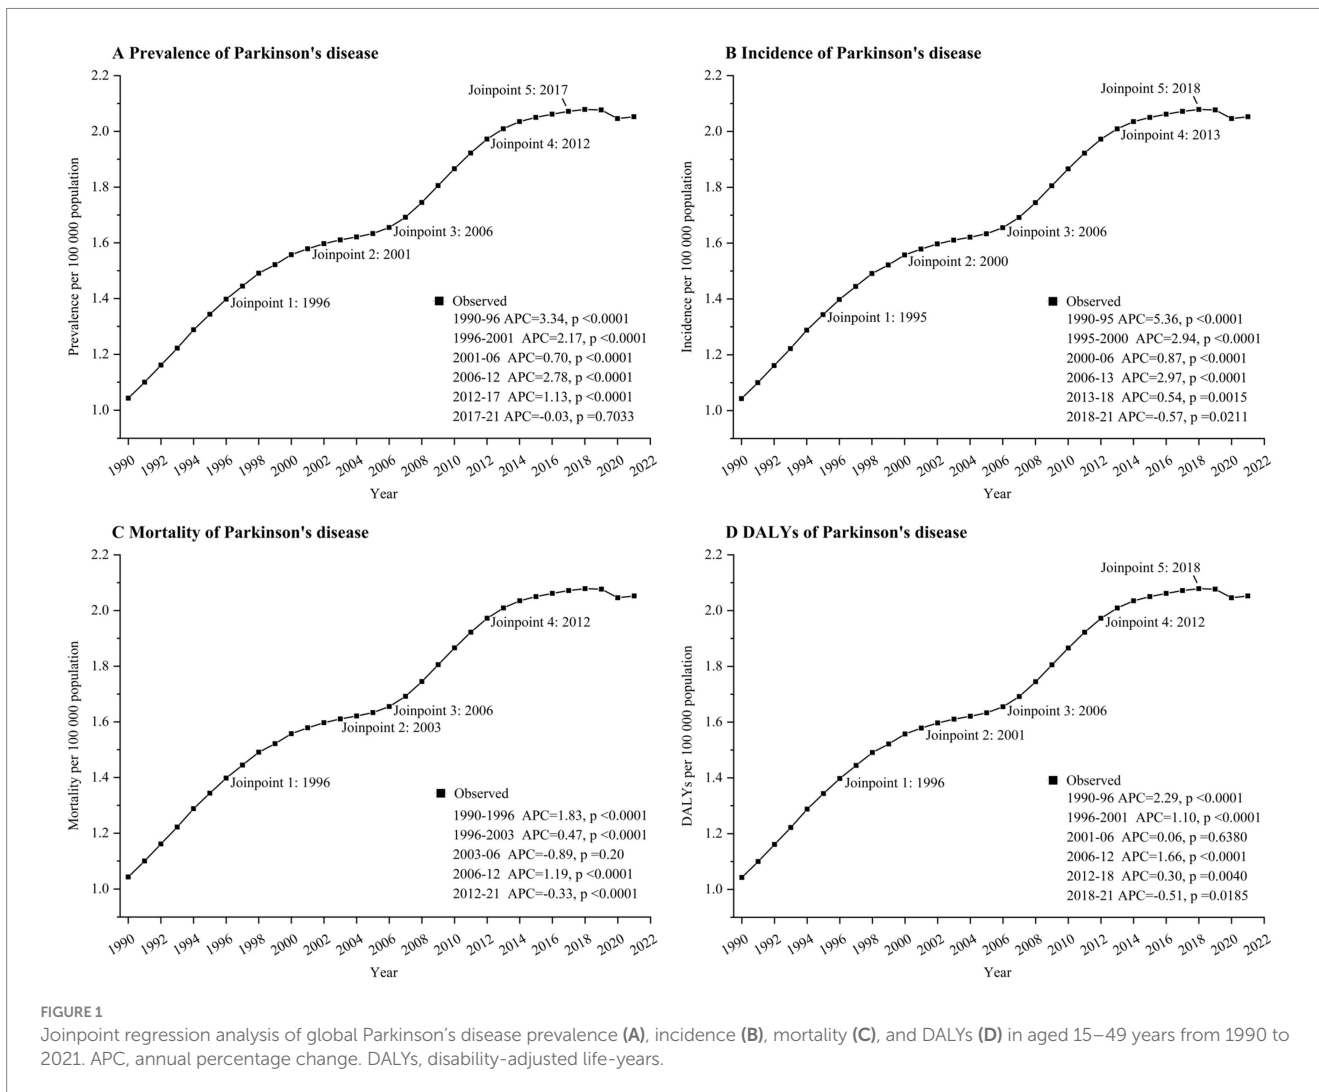 A Prevalence of Parkinson's disease
2.2
2.0
1.8
1.6
1.4
1.2
1.0
Prevalence per 100 000 population
Joinpoint 5: 2017
Joinpoint 4: 2012
Joinpoint 3: 2006
Joinpoint 2: 2001
Joinpoint 1: 1996
Observed
1990-96 APC=3.34, p <0.0001
1996-2001 APC=2.17, p <0.0001
2001-06 APC=0.70, p <0.0001
2006-12 APC=2.78, p <0.0001
2012-17 APC=1.13, p <0.0001
2017-21 APC=-0.03, p =0.7033
1990 1992 1994 1996 1998 2000 2002 2004 2006 2008 2010 2012 2014 2016 2018 2020 2022
Year
B Incidence of Parkinson's disease
2.2
2.0
1.8
1.6
1.4
1.2
1.0
Incidence per 100 000 population
Joinpoint 5: 2018
Joinpoint 4: 2013
Joinpoint 3: 2006
Joinpoint 2: 2000
Joinpoint 1: 1995
Observed
1990-95 APC=5.36, p <0.0001
1995-2000 APC=2.94, p <0.0001
2000-06 APC=0.87, p <0.0001
2006-13 APC=2.97, p <0.0001
2013-18 APC=0.54, p =0.0015
2018-21 APC=-0.57, p =0.0211
1990 1992 1994 1996 1998 2000 2002 2004 2006 2008 2010 2012 2014 2016 2018 2020 2022
Year
C Mortality of Parkinson's disease
2.2
2.0
1.8
1.6
1.4
1.2
1.0
Mortality per 100 000 population
Joinpoint 4: 2012
Joinpoint 3: 2006
Joinpoint 2: 2003
Joinpoint 1: 1996
Observed
1990-1996 APC=1.83, p <0.0001
1996-2003 APC=0.47, p <0.0001
2003-06 APC=-0.89, p =0.20
2006-12 APC=1.19, p <0.0001
2012-21 APC=-0.33, p <0.0001
1990 1992 1994 1996 1998 2000 2002 2004 2006 2008 2010 2012 2014 2016 2018 2020 2022
Year
D DALYs of Parkinson's disease
2.2
2.0
1.8
1.6
1.4
1.2
1.0
DALYs per 100 000 population
Joinpoint 5: 2018
Joinpoint 4: 2012
Joinpoint 3: 2006
Joinpoint 2: 2001
Joinpoint 1: 1996
Observed
1990-96 APC=2.29, p <0.0001
1996-2001 APC=1.10, p <0.0001
2001-06 APC=0.06, p =0.6380
2006-12 APC=1.66, p <0.0001
2012-18 APC=0.30, p =0.0040
2018-21 APC=-0.51, p =0.0185
1990 1992 1994 1996 1998 2000 2002 2004 2006 2008 2010 2012 2014 2016 2018 2020 2022
Year
FIGURE 1
Joinpoint regression analysis of global Parkinson's disease prevalence (A), incidence (B), mortality (C), and DALYs (D) in aged 15–49 years from 1990 to
2021. APC, annual percentage change. DALYs, disability-adjusted life-years.